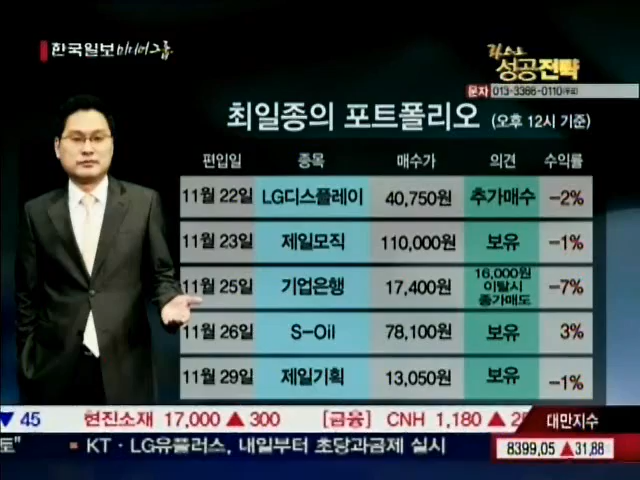 한국일보 미디어그룹
성공전략
문자 013-3366-0110(무료)
최일종의 포트폴리오 (오후 12시 기준)
편입일 종목 매수가 의견 수익률
11월 22일 LG디스플레이 40,750원 추가매수 -2%
11월 23일 제일모직 110,000원 보유 -1%
11월 25일 기업은행 17,400원 16,000원 이탈시 종가매도 -7%
11월 26일 S-Oil 78,100원 보유 3%
11월 29일 제일기획 13,050원 보유 -1%
▼ 45 현진소재 17,000 ▲ 300 [금융] CNH 1,180 ▲ 대만지수
토" ▪ KT · LG유플러스, 내일부터 초당과금제 실시 8399,05 ▲31,88